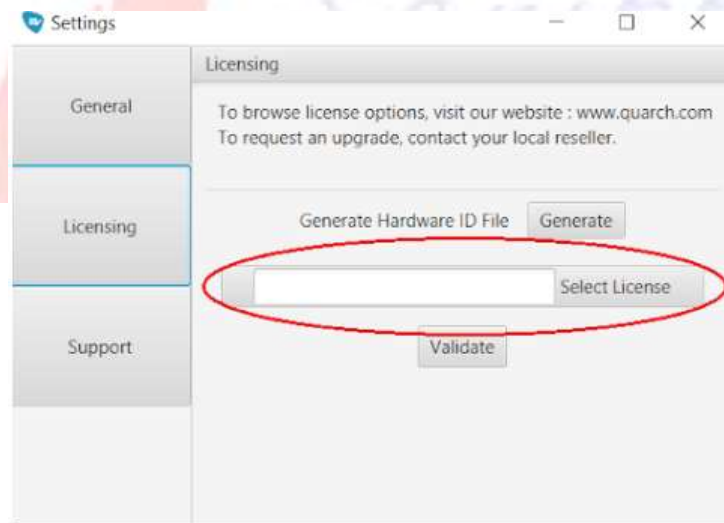 Settings
General
Licensing
Support
Licensing
To browse license options, visit our website : www.quarch.com
To request an upgrade, contact your local reseller.
Generate Hardware ID File Generate
Select License
Validate